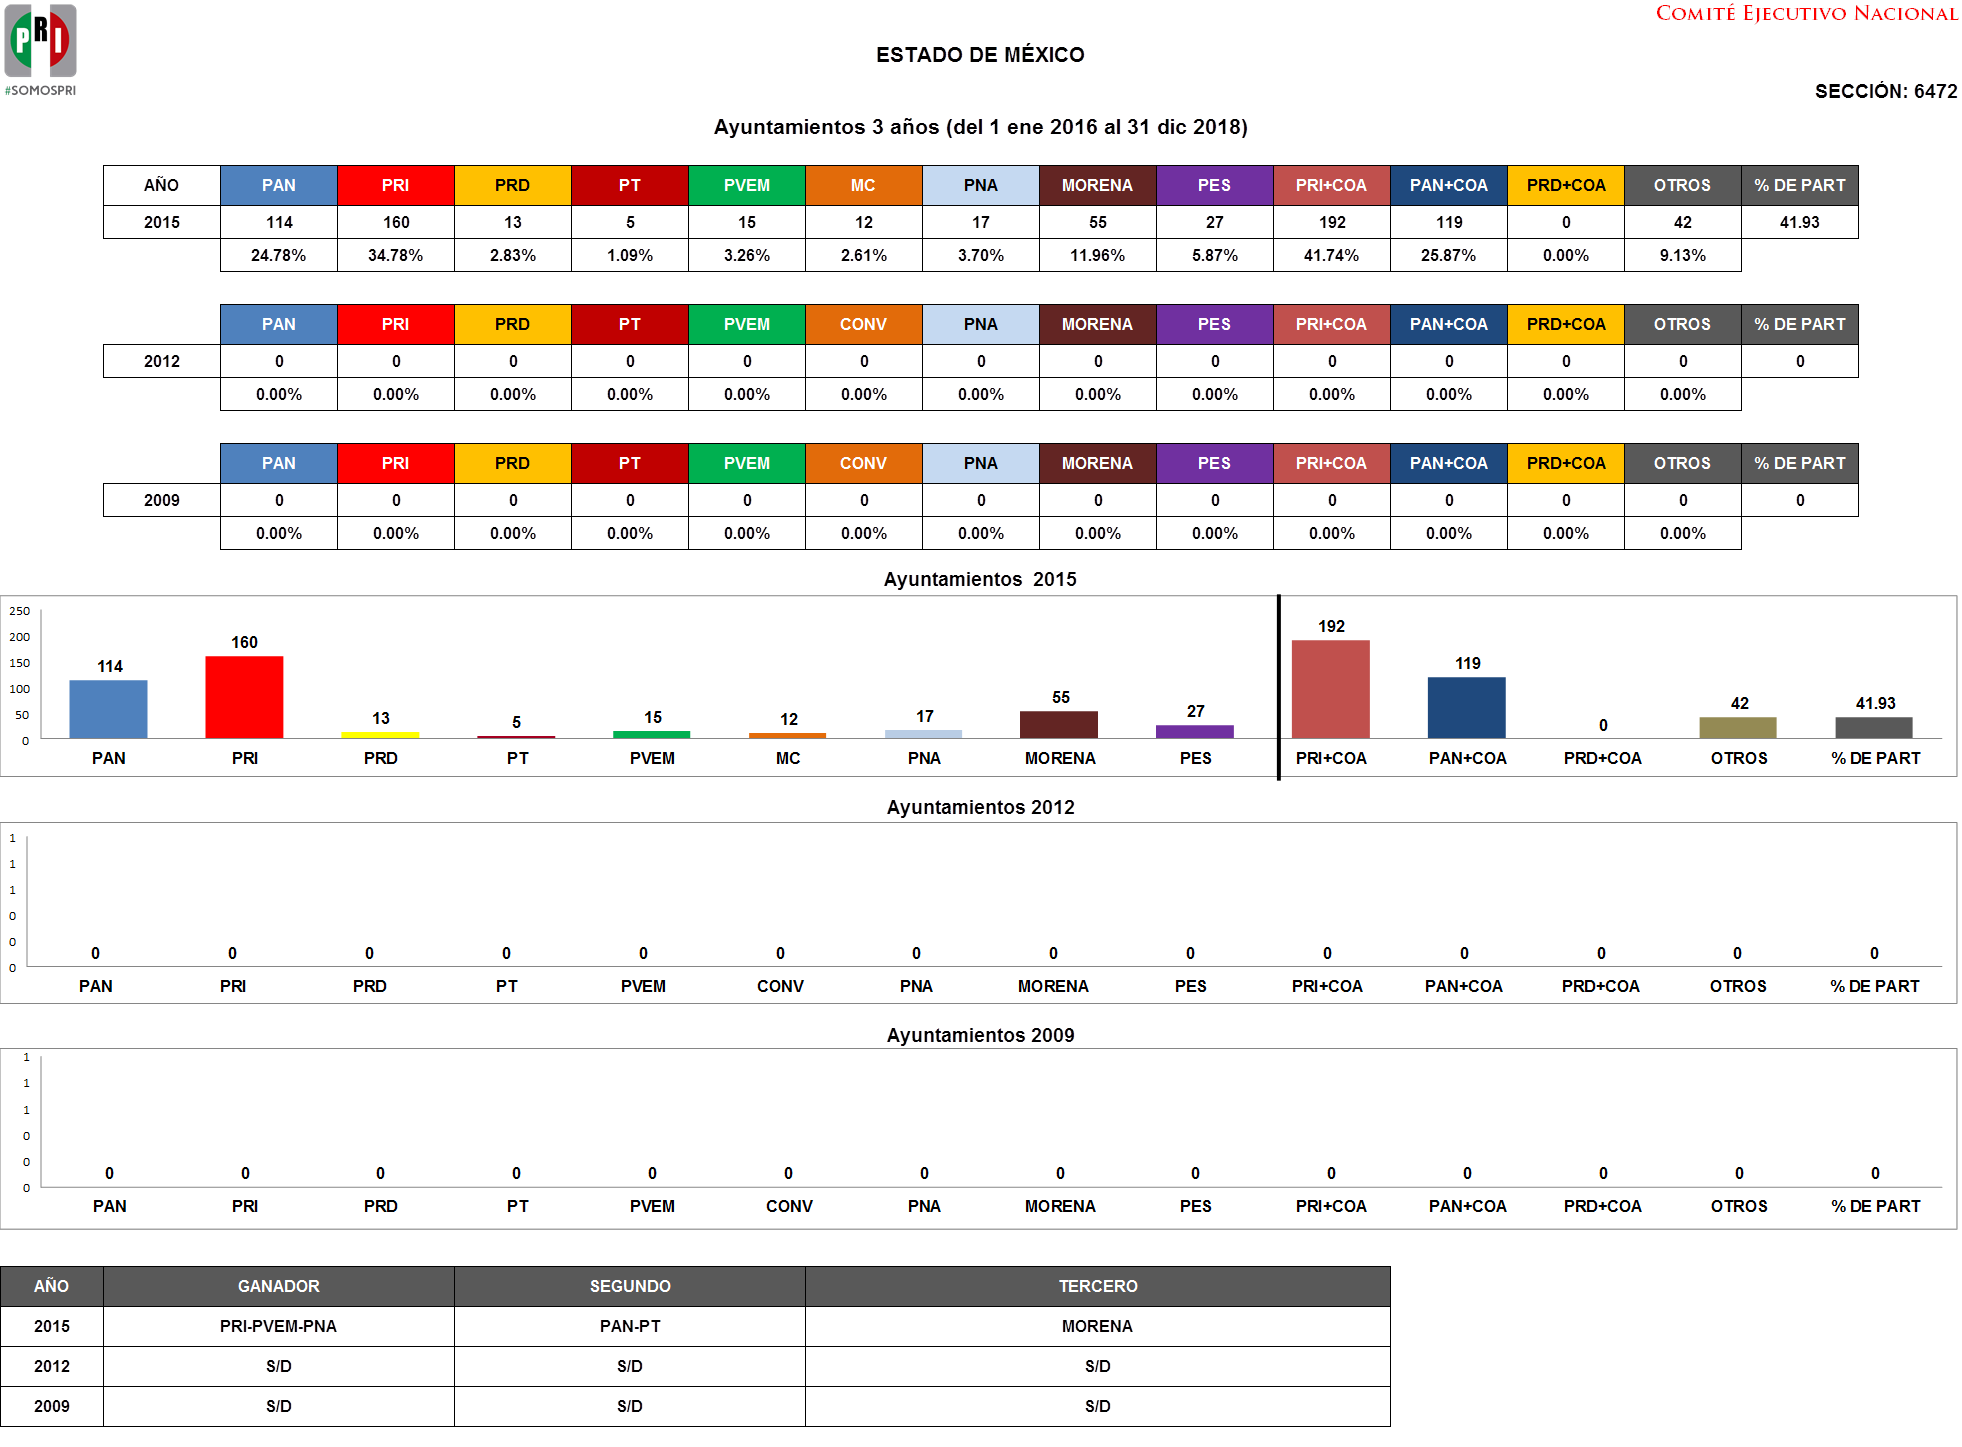 PRI
#SOMOSPRI
COMITÉ EJECUTIVO NACIONAL
ESTADO DE MÉXICO
SECCIÓN: 6472
Ayuntamientos 3 años (del 1 ene 2016 al 31 dic 2018)
AÑO PAN PRI PRD PT PVEM MC PNA MORENA PES PRI+COA PAN+COA PRD+COA OTROS % DE PART
2015 114 160 13 5 15 12 17 55 27 192 119 0 42 41.93
24.78% 34.78% 2.83% 1.09% 3.26% 2.61% 3.70% 11.96% 5.87% 41.74% 25.87% 0.00% 9.13%
PAN PRI PRD PT PVEM CONV PNA MORENA PES PRI+COA PAN+COA PRD+COA OTROS % DE PART
2012 0 0 0 0 0 0 0 0 0 0 0 0 0 0
0.00% 0.00% 0.00% 0.00% 0.00% 0.00% 0.00% 0.00% 0.00% 0.00% 0.00% 0.00% 0.00%
PAN PRI PRD PT PVEM CONV PNA MORENA PES PRI+COA PAN+COA PRD+COA OTROS % DE PART
2009 0 0 0 0 0 0 0 0 0 0 0 0 0 0
0.00% 0.00% 0.00% 0.00% 0.00% 0.00% 0.00% 0.00% 0.00% 0.00% 0.00% 0.00% 0.00%
Ayuntamientos 2015
250
200
150
100
50
0
114 160 13 5 15 12 17 55 27 192 119 0 42 41.93
PAN PRI PRD PT PVEM MC PNA MORENA PES PRI+COA PAN+COA PRD+COA OTROS % DE PART
Ayuntamientos 2012
1
1
1
0
0
0
0 0 0 0 0 0 0 0 0 0 0 0 0 0
PAN PRI PRD PT PVEM CONV PNA MORENA PES PRI+COA PAN+COA PRD+COA OTROS % DE PART
Ayuntamientos 2009
1
1
1
0
0
0
0 0 0 0 0 0 0 0 0 0 0 0 0 0
PAN PRI PRD PT PVEM CONV PNA MORENA PES PRI+COA PAN+COA PRD+COA OTROS % DE PART
AÑO GANADOR SEGUNDO TERCERO
2015 PRI-PVEM-PNA PAN-PT MORENA
2012 S/D S/D S/D
2009 S/D S/D S/D